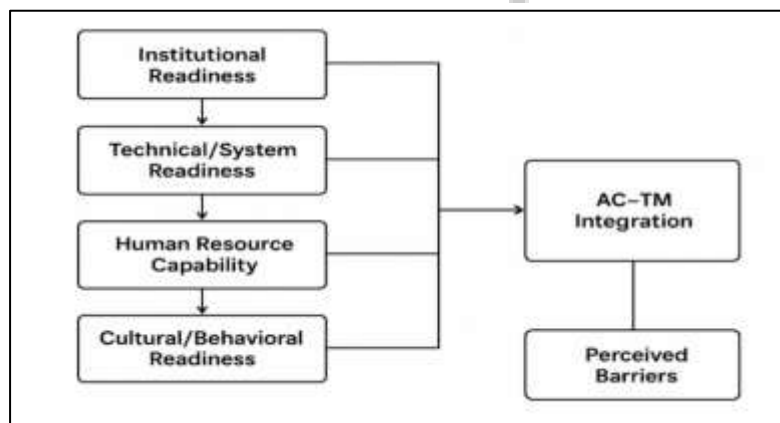 Institutional
Readiness
Technical/System
Readiness
Human Resource
Capability
Cultural/Behavioral
Readiness
AC–TM
Integration
Perceived
Barriers